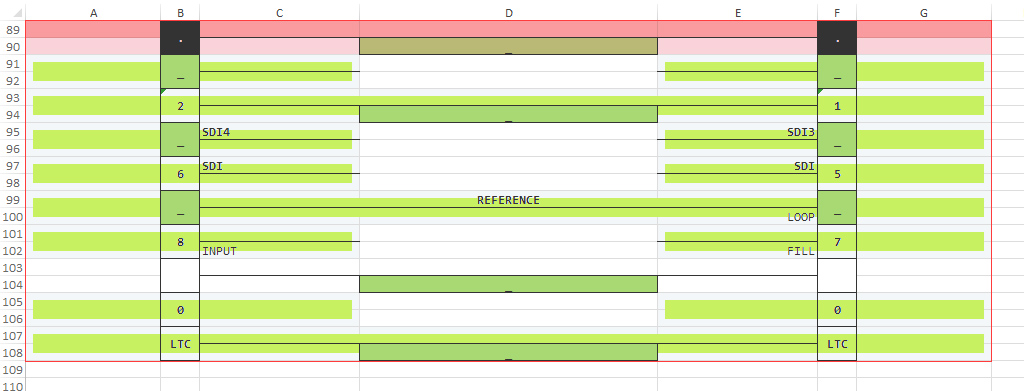 A B C D E F G
89 . .
90 _
91
92 _ _
93
94 2 1 _
95 SDI4 SDI3
96 _ _
97 SDI SDI
98 6 5
99 REFERENCE
100 _ _ LOOP
101
102 8 INPUT FILL 7
103
104 _
105
106 0 0
107
108 LTC _ LTC
109
110